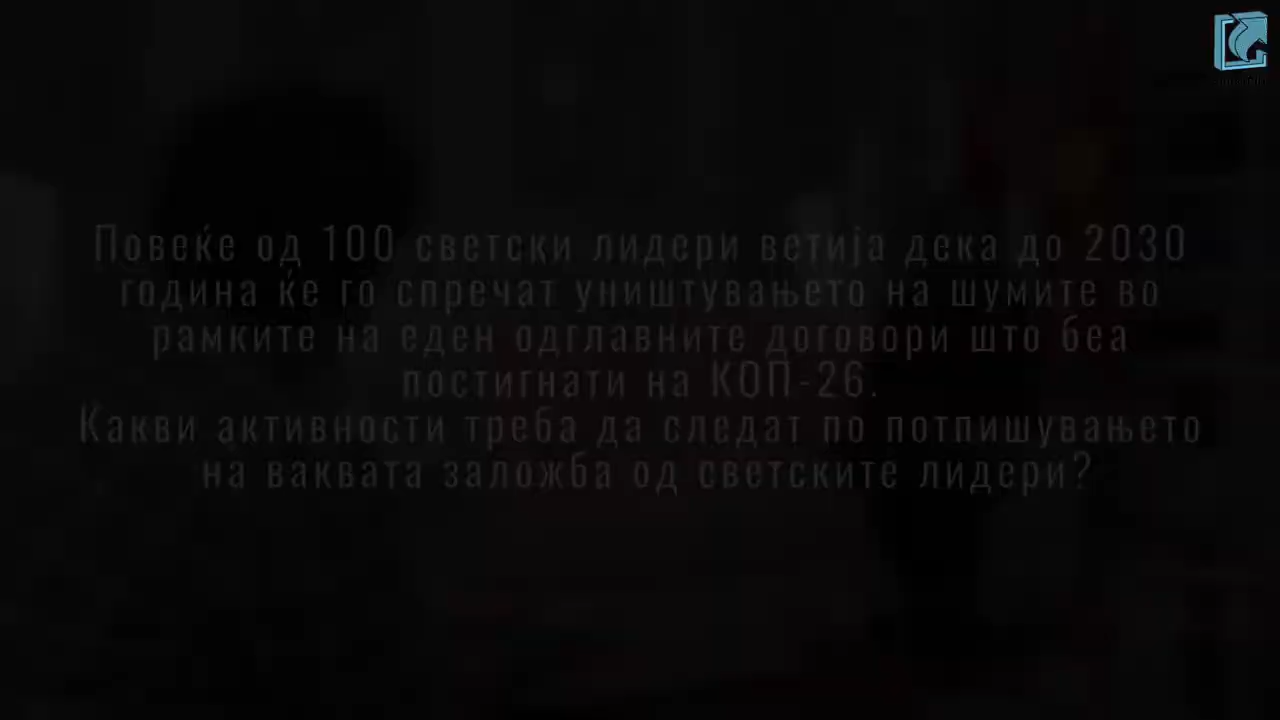 Повеќе од 100 светски лидери ветија дека до 2030
година ќе го спречат уништувањето на шумите во
рамките на еден одглавните договори што беа
постигнати на КОП-26.
Какви активности треба да следат по потпишувањето
на ваквата заложба од светските лидери?